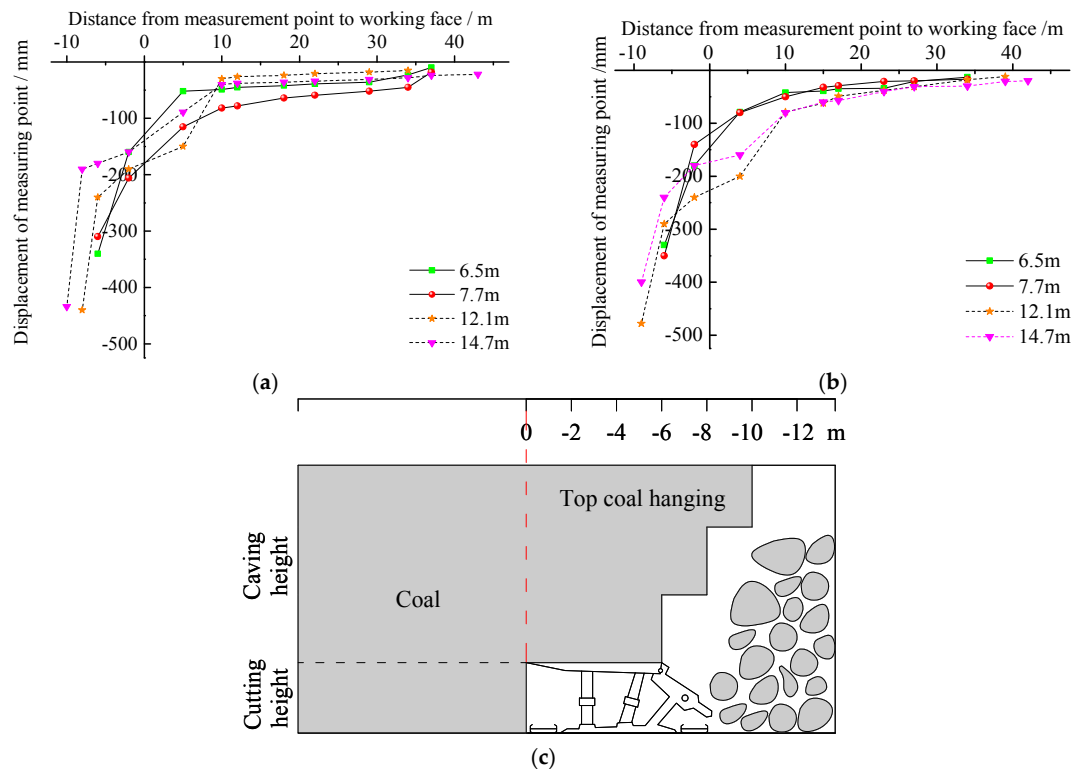 Distance from measurement point to working face / m
-10 0 10 20 30 40
Displacement of measuring point / mm
-100
-200
-300
-400
-500
6.5m
7.7m
12.1m
14.7m
(a)
Distance from measurement point to working face /m
-10 0 10 20 30 40
Displacement of measuring point /mm
-100
-200
-300
-400
-500
6.5m
7.7m
12.1m
14.7m
(b)
0 -2 -4 -6 -8 -10 -12 m
Top coal hanging
Coal
Caving
height
Cutting
height
(c)